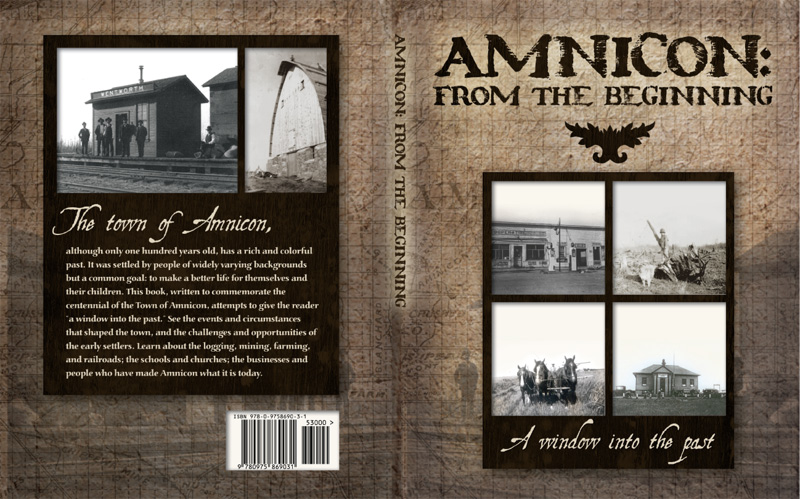 WENTWORTH
The town of Amnicon,
although only one hundred years old, has a rich and colorful
past. It was settled by people of widely varying backgrounds
but a common goal: to make a better life for themselves and
their children. This book, written to commemorate the
centennial of the Town of Amnicon, attempts to give the reader
"a window into the past." See the events and circumstances
that shaped the town, and the challenges and opportunities of
the early settlers. Learn about the logging, mining, farming,
and railroads; the schools and churches; the businesses and
people who have made Amnicon what it is today.
ISBN 978-0-9758690-3-1
53000 >
9 780975 869031
AMNICON: FROM THE BEGINNING
AMNICON:
FROM THE BEGINNING
A window into the past